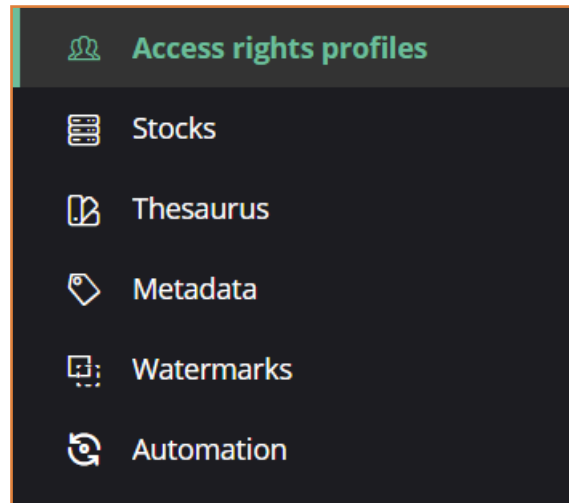 Access rights profiles
Stocks
Thesaurus
Metadata
Watermarks
Automation